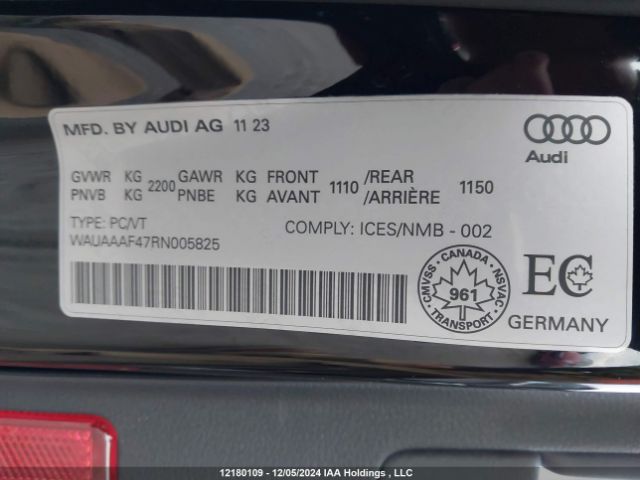 MFD. BY AUDI AG 11 23
Audi
GVWR KG 2200 GAWR KG FRONT 1110 /REAR 1150
PNVB KG PNBE KG AVANT /ARRIÈRE
TYPE: PC/VT
COMPLY: ICES/NMB - 002
WAUAAAF47RN005825
CMVSS · CANADA · NSVAC · TRANSPORT
961
EC
GERMANY
12180109 - 12/05/2024 IAA Holdings , LLC